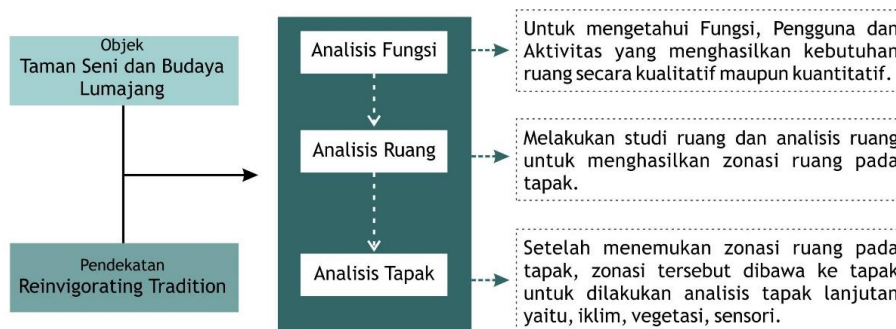 Objek
Taman Seni dan Budaya
Lumajang
Pendekatan
Reinvigorating Tradition
Analisis Fungsi
Analisis Ruang
Analisis Tapak
Untuk mengetahui Fungsi, Pengguna dan
Aktivitas yang menghasilkan kebutuhan
ruang secara kualitatif maupun kuantitatif.
Melakukan studi ruang dan analisis ruang
untuk menghasilkan zonasi ruang pada
tapak.
Setelah menemukan zonasi ruang pada
tapak, zonasi tersebut dibawa ke tapak
untuk dilakukan analisis tapak lanjutan
yaitu, iklim, vegetasi, sensori.